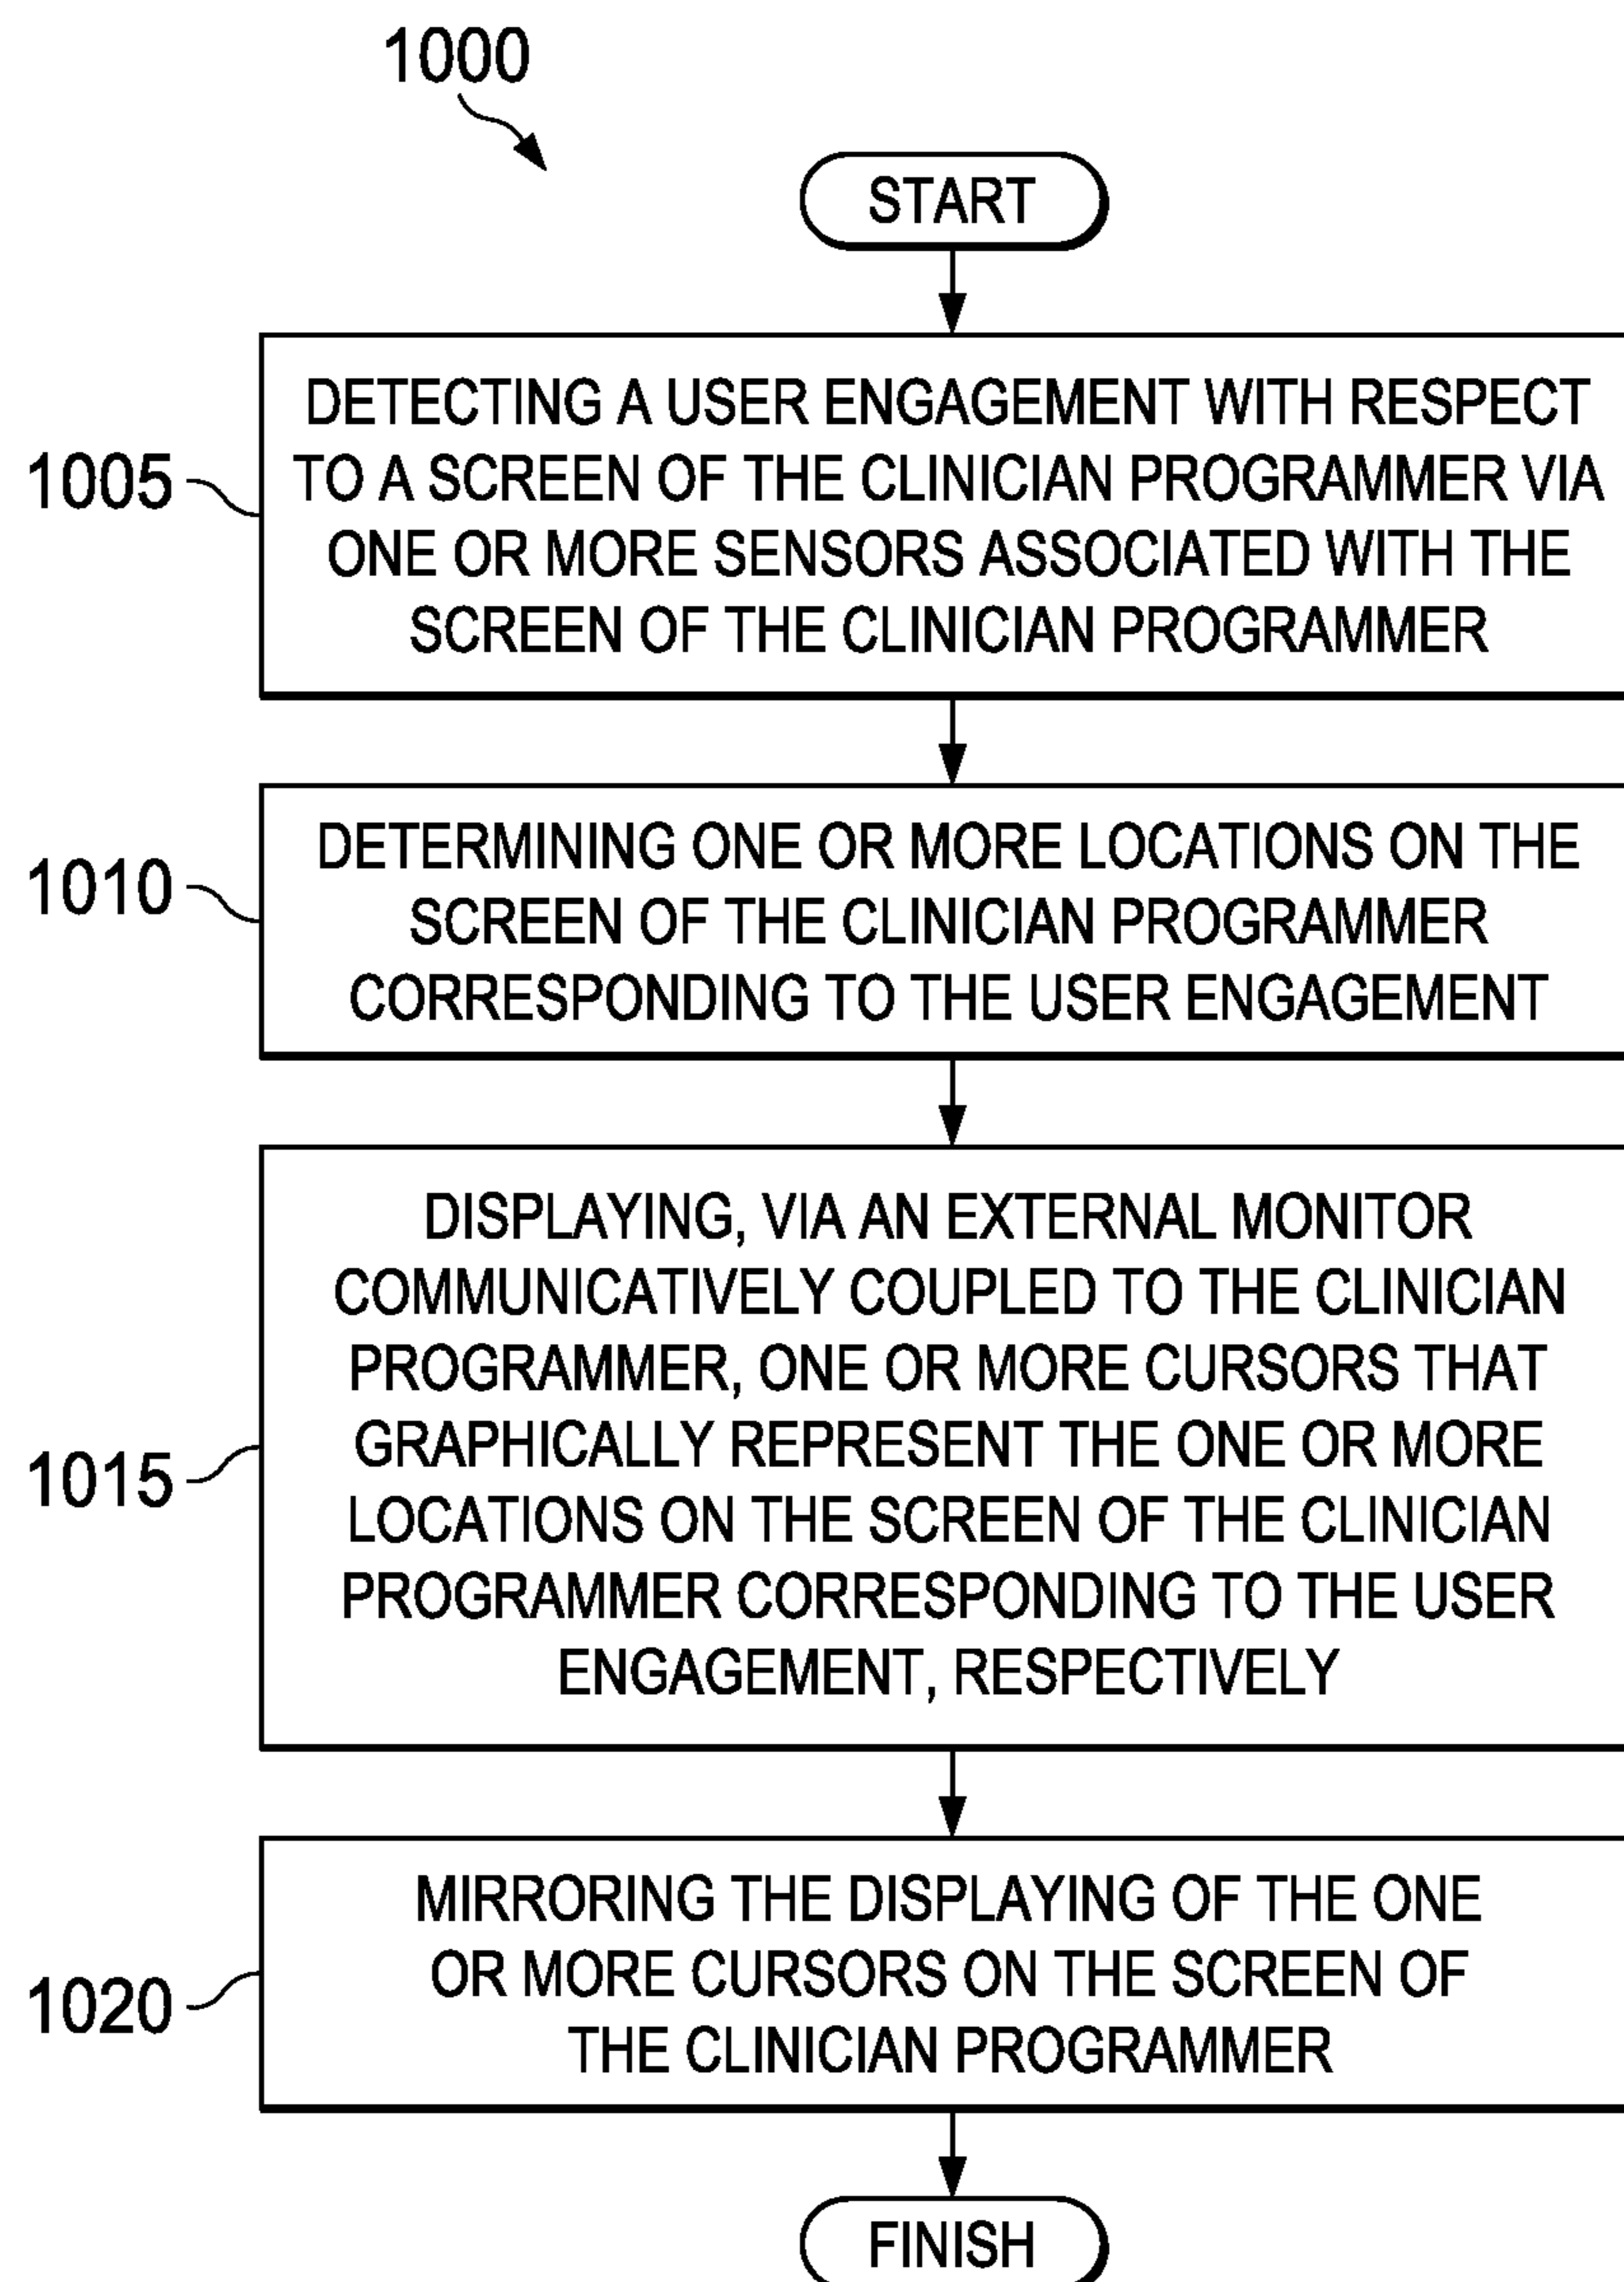 1000
START
1005
DETECTING A USER ENGAGEMENT WITH RESPECT
TO A SCREEN OF THE CLINICIAN PROGRAMMER VIA
ONE OR MORE SENSORS ASSOCIATED WITH THE
SCREEN OF THE CLINICIAN PROGRAMMER
1010
DETERMINING ONE OR MORE LOCATIONS ON THE
SCREEN OF THE CLINICIAN PROGRAMMER
CORRESPONDING TO THE USER ENGAGEMENT
1015
DISPLAYING, VIA AN EXTERNAL MONITOR
COMMUNICATIVELY COUPLED TO THE CLINICIAN
PROGRAMMER, ONE OR MORE CURSORS THAT
GRAPHICALLY REPRESENT THE ONE OR MORE
LOCATIONS ON THE SCREEN OF THE CLINICIAN
PROGRAMMER CORRESPONDING TO THE USER
ENGAGEMENT, RESPECTIVELY
1020
MIRRORING THE DISPLAYING OF THE ONE
OR MORE CURSORS ON THE SCREEN OF
THE CLINICIAN PROGRAMMER
FINISH